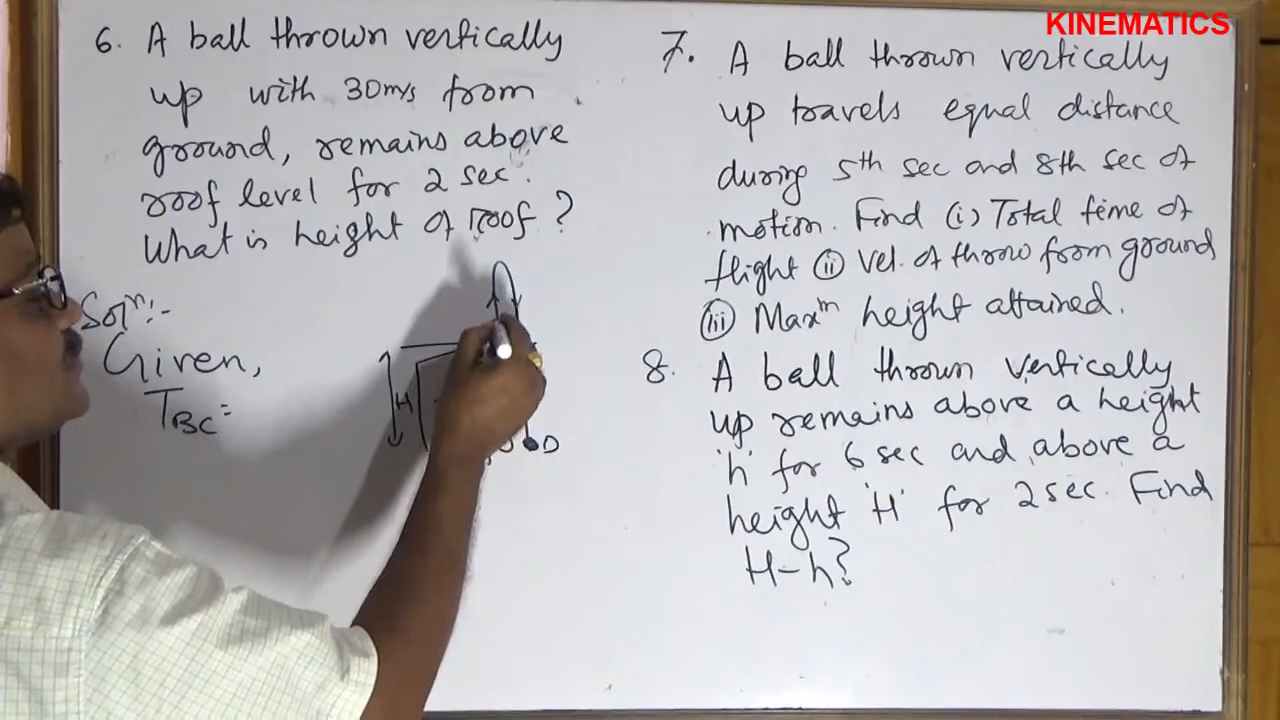 KINEMATICS
6. A ball thrown vertically
up with 30m/s from
ground, remains above
roof level for 2 sec.
What is height of roof ?
Solⁿ:-
Given,
T_BC =
H
D
7. A ball thrown vertically
up travels equal distance
during 5th sec and 8th sec of
motion. Find (i) Total time of
flight (ii) Vel. of throw from ground
(iii) Maxᵐ height attained.
8. A ball thrown vertically
up remains above a height
'h' for 6 sec and above a
height 'H' for 2 sec. Find
H-h?